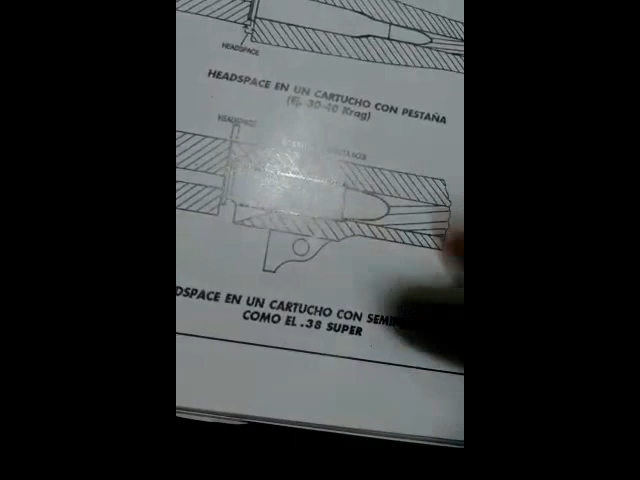 HEADSPACE
HEADSPACE EN UN CARTUCHO CON PESTAÑA
(Ej. 30-40 Krag)
HEADSPACE
DSPACE EN UN CARTUCHO CON
COMO EL .38 SUPER